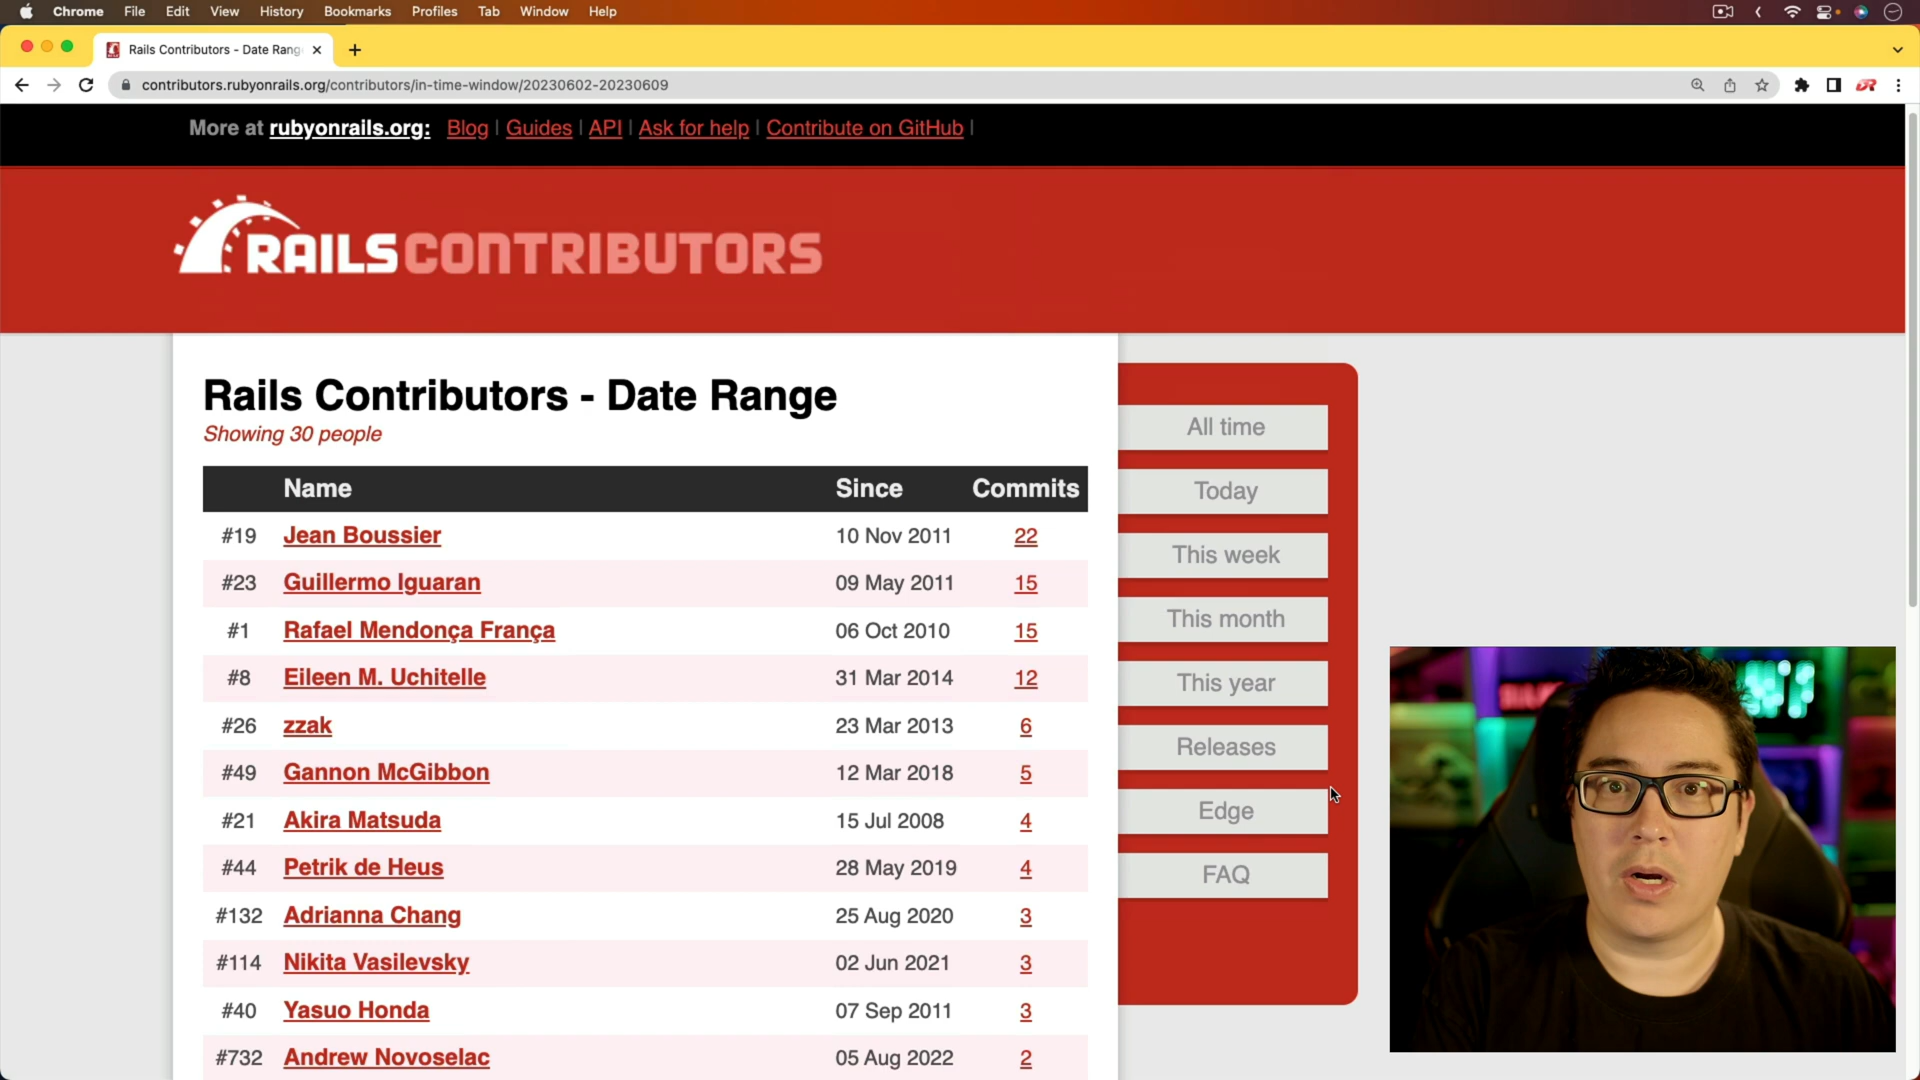 Chrome File Edit View History Bookmarks Profiles Tab Window Help
Rails Contributors - Date Rang
contributors.rubyonrails.org/contributors/in-time-window/20230602-20230609
More at rubyonrails.org: Blog | Guides | API | Ask for help | Contribute on GitHub |
RAILS CONTRIBUTORS
Rails Contributors - Date Range
Showing 30 people
Name Since Commits
#19 Jean Boussier 10 Nov 2011 22
#23 Guillermo Iguaran 09 May 2011 15
#1 Rafael Mendonça França 06 Oct 2010 15
#8 Eileen M. Uchitelle 31 Mar 2014 12
#26 zzak 23 Mar 2013 6
#49 Gannon McGibbon 12 Mar 2018 5
#21 Akira Matsuda 15 Jul 2008 4
#44 Petrik de Heus 28 May 2019 4
#132 Adrianna Chang 25 Aug 2020 3
#114 Nikita Vasilevsky 02 Jun 2021 3
#40 Yasuo Honda 07 Sep 2011 3
#732 Andrew Novoselac 05 Aug 2022 2
All time
Today
This week
This month
This year
Releases
Edge
FAQ